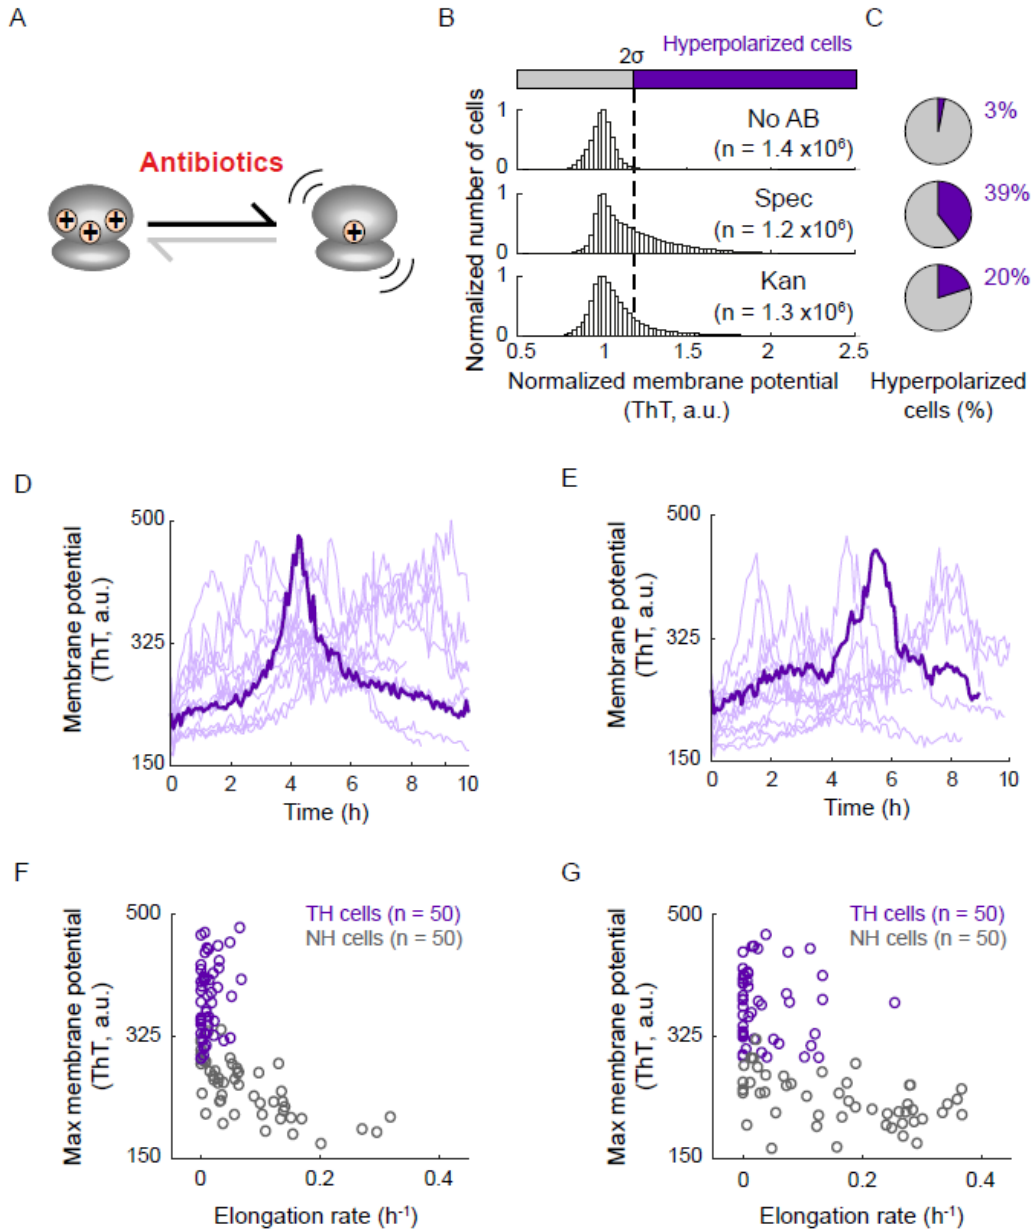 A
Antibiotics
+ + +
+
B
Hyperpolarized cells
2σ
Normalized number of cells
1
0
No AB
(n = 1.4 x10⁶)
1
0
Spec
(n = 1.2 x10⁶)
1
0
Kan
(n = 1.3 x10⁶)
0.5 1 1.5 2 2.5
Normalized membrane potential
(ThT, a.u.)
C
3%
39%
20%
Hyperpolarized
cells (%)
D
Membrane potential
(ThT, a.u.)
500
325
150
0 2 4 6 8 10
Time (h)
E
Membrane potential
(ThT, a.u.)
500
325
150
0 2 4 6 8 10
Time (h)
F
Max membrane potential
(ThT, a.u.)
500
325
150
TH cells (n = 50)
NH cells (n = 50)
0 0.2 0.4
Elongation rate (h⁻¹)
G
Max membrane potential
(ThT, a.u.)
500
325
150
TH cells (n = 50)
NH cells (n = 50)
0 0.2 0.4
Elongation rate (h⁻¹)